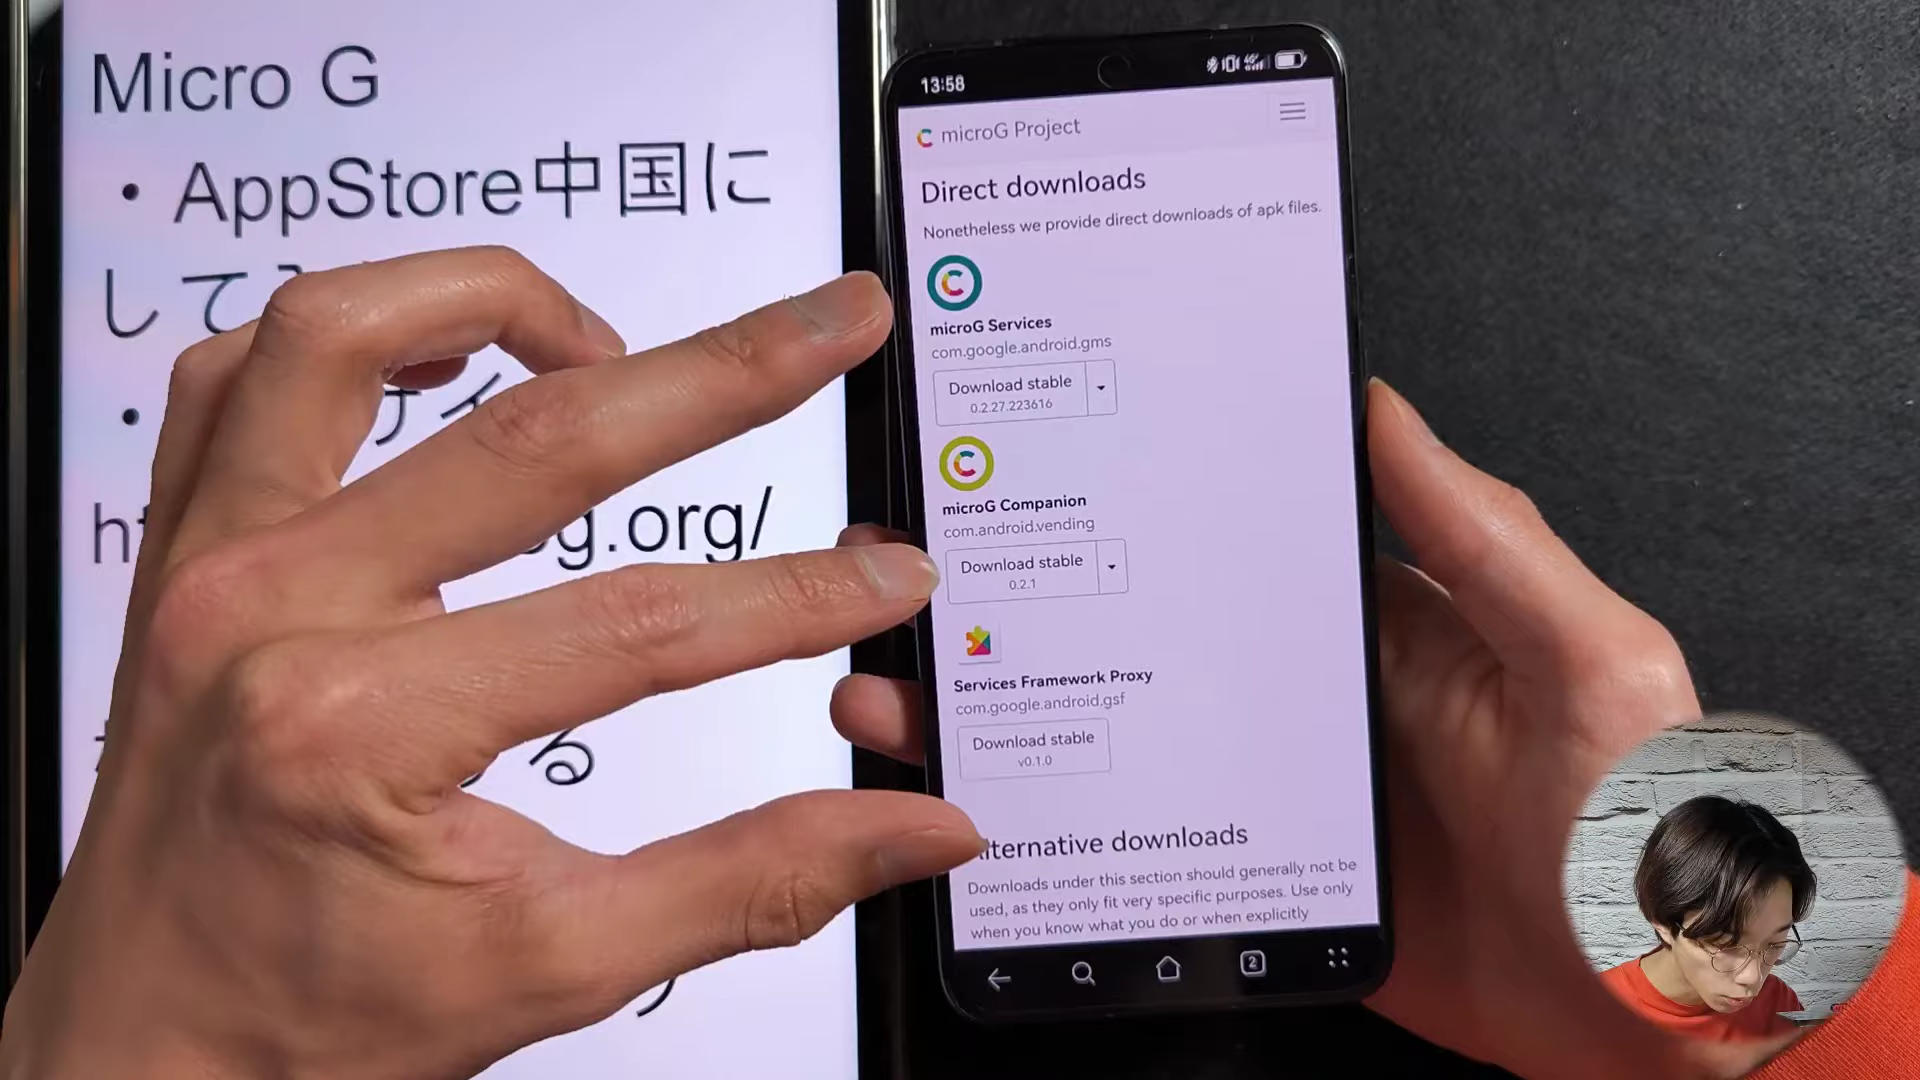 Micro G
・AppStore中国に
して
g.org/
る
13:58
microG Project
Direct downloads
Nonetheless we provide direct downloads of apk files.
microG Services
com.google.android.gms
Download stable
0.2.27.223616
microG Companion
com.android.vending
Download stable
0.2.1
Services Framework Proxy
com.google.android.gsf
Download stable
v0.1.0
lternative downloads
Downloads under this section should generally not be
used, as they only fit very specific purposes. Use only
when you know what you do or when explicitly
2